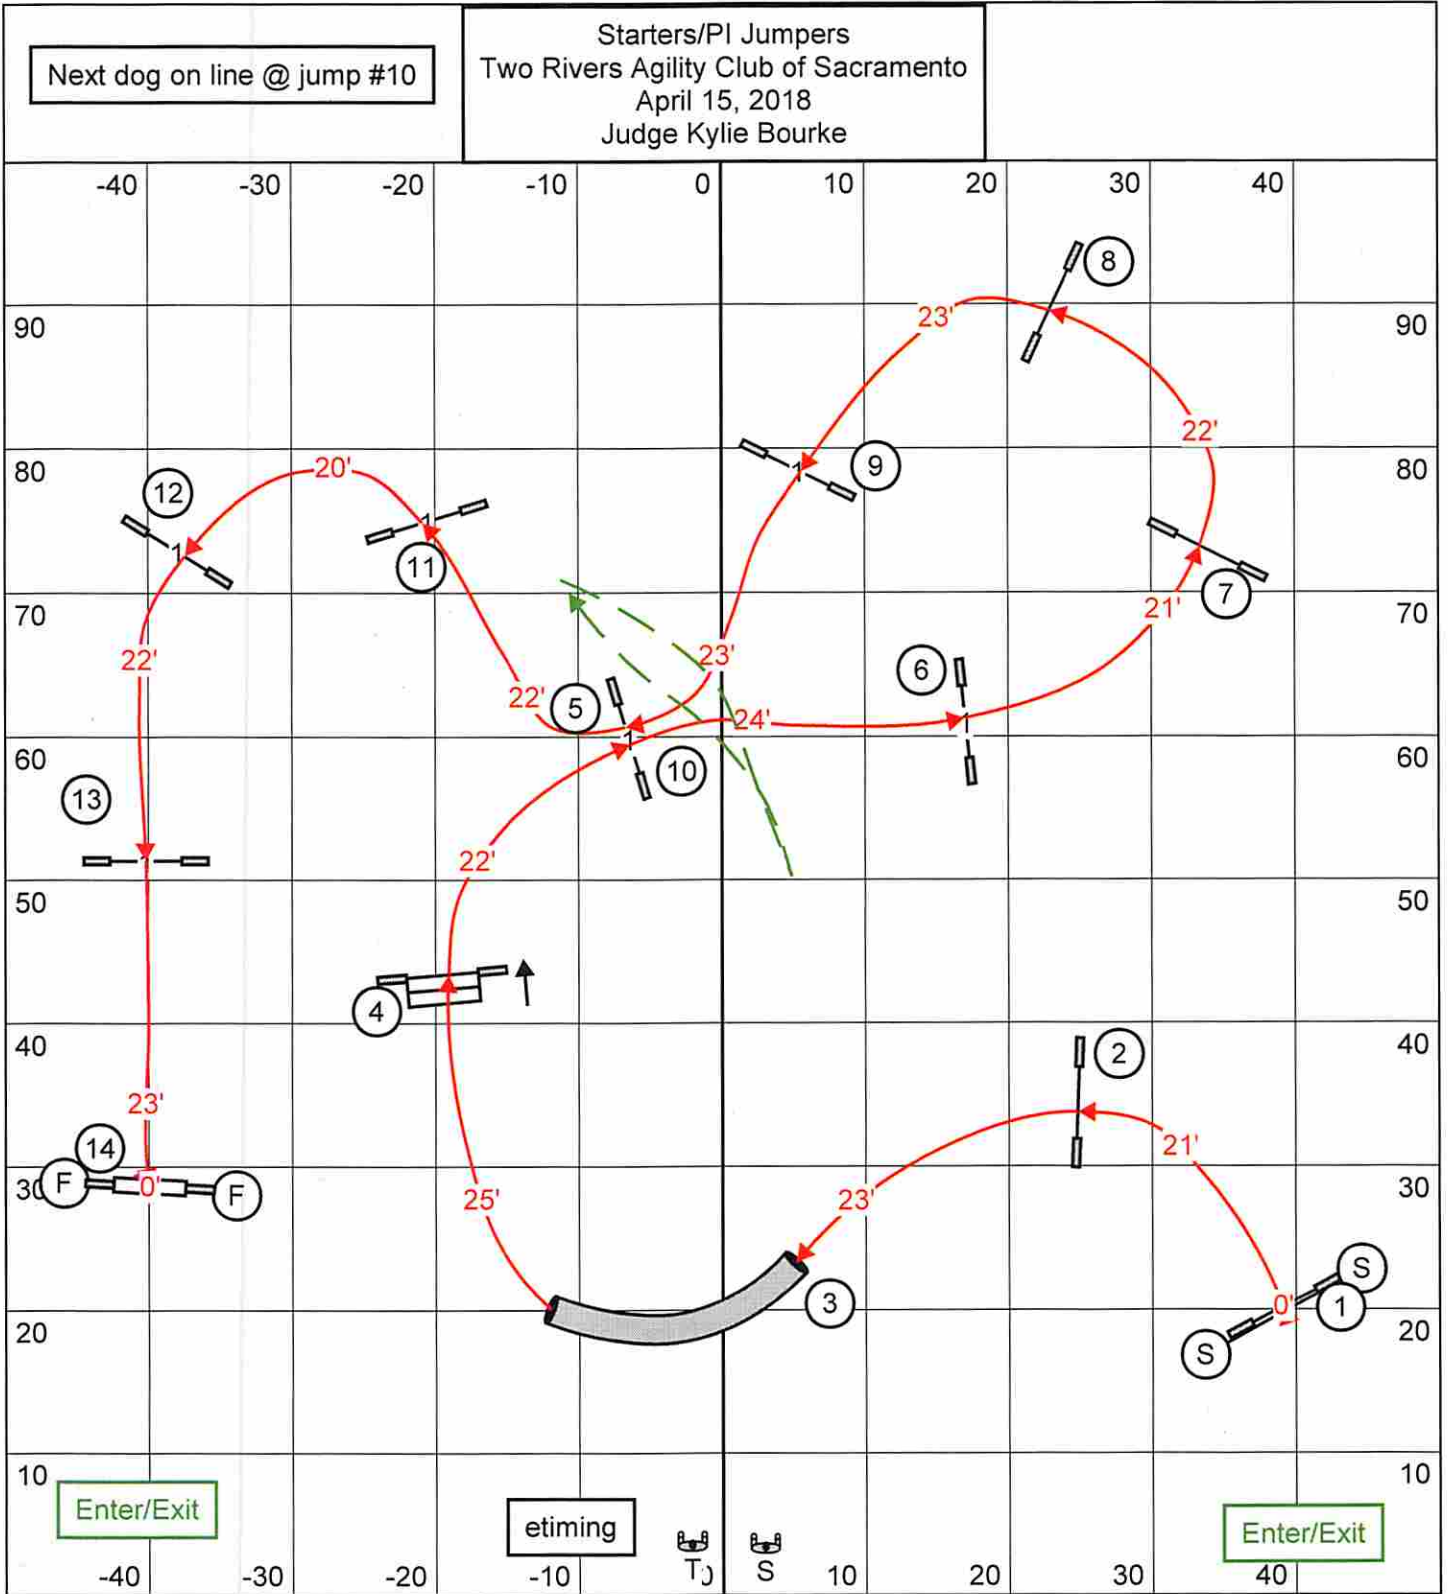 Starters/PI Jumpers
Two Rivers Agility Club of Sacramento
April 15, 2018
Judge Kylie Bourke
Next dog on line @ jump #10
-40 -30 -20 -10 0 10 20 30 40
8
90 23' 90
22'
80 12 20' 9 80
11
70 7 70
21'
22' 23' 6
22' 5
24'
60 10 60
13
22'
50 50
4
40 2 40
23'
14 21'
30 F 0' F 25' 23' 30
S
3 0' 1
20 S 20
10 10
Enter/Exit etiming Enter/Exit
T S
-40 -30 -20 -10 0 10 20 30 40